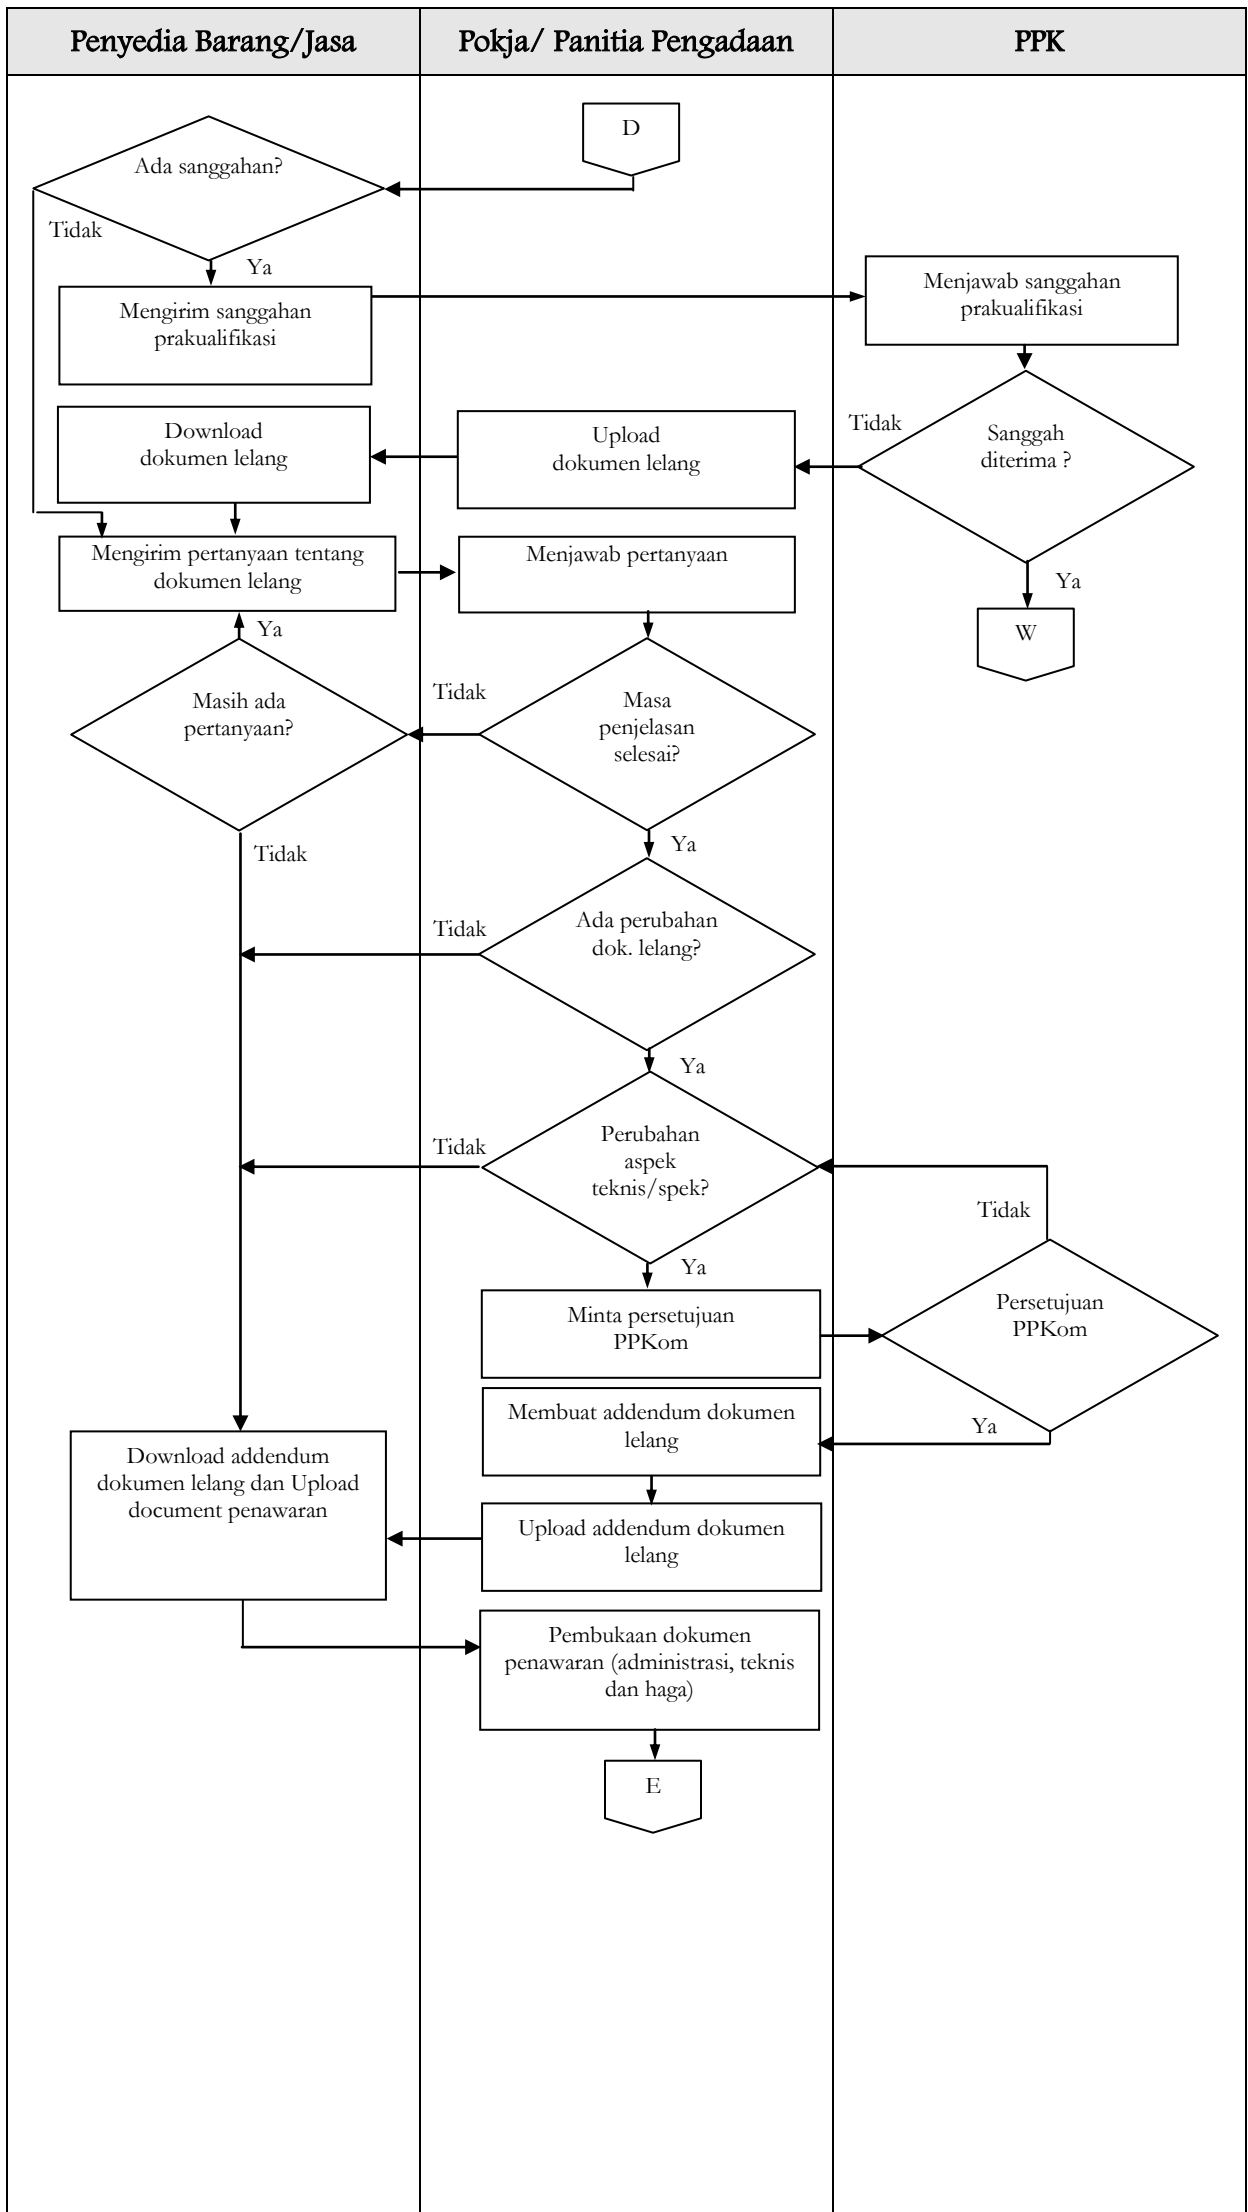 Penyedia Barang/Jasa
Pokja/ Panitia Pengadaan
PPK
D
Ada sanggahan?
Tidak
Ya
Mengirim sanggahan
prakualifikasi
Menjawab sanggahan
prakualifikasi
Download
dokumen lelang
Upload
dokumen lelang
Tidak
Sanggah
diterima ?
Ya
W
Mengirim pertanyaan tentang
dokumen lelang
Menjawab pertanyaan
Ya
Masih ada
pertanyaan?
Tidak
Masa
penjelasan
selesai?
Tidak
Ya
Tidak
Ada perubahan
dok. lelang?
Ya
Tidak
Perubahan
aspek
teknis/spek?
Tidak
Ya
Minta persetujuan
PPKom
Persetujuan
PPKom
Ya
Membuat addendum dokumen
lelang
Download addendum
dokumen lelang dan Upload
document penawaran
Upload addendum dokumen
lelang
Pembukaan dokumen
penawaran (administrasi, teknis
dan haga)
E